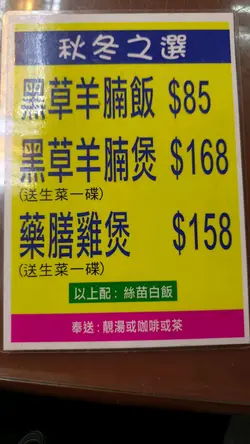 秋冬之選
黑草羊腩飯 $85
黑草羊腩煲 $168
(送生菜一碟)
藥膳雞煲 $158
(送生菜一碟)
以上配：絲苗白飯
奉送：靚湯或咖啡或茶